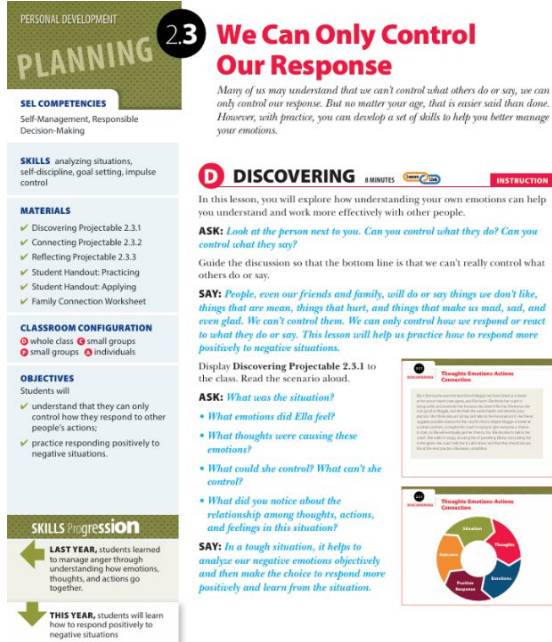 PERSONAL DEVELOPMENT
PLANNING
2.3
We Can Only Control
Our Response
Many of us may understand that we can't control what others do or say, we can
only control our response. But no matter your age, that is easier said than done.
However, with practice, you can develop a set of skills to help you better manage
your emotions.
SEL COMPETENCIES
Self-Management, Responsible
Decision-Making
SKILLS analyzing situations,
self-discipline, goal setting, impulse
control
MATERIALS
✔ Discovering Projectable 2.3.1
✔ Connecting Projectable 2.3.2
✔ Reflecting Projectable 2.3.3
✔ Student Handout: Practicing
✔ Student Handout: Applying
✔ Family Connection Worksheet
CLASSROOM CONFIGURATION
D whole class C small groups
P small groups A individuals
OBJECTIVES
Students will
✔ understand that they can only
control how they respond to other
people's actions;
✔ practice responding positively to
negative situations.
SKILLS Progression
LAST YEAR, students learned
to manage anger through
understanding how emotions,
thoughts, and actions go
together.
THIS YEAR, students will learn
how to respond positively to
negative situations
D DISCOVERING 8 MINUTES
INSTRUCTION
In this lesson, you will explore how understanding your own emotions can help
you understand and work more effectively with other people.
ASK: Look at the person next to you. Can you control what they do? Can you
control what they say?
Guide the discussion so that the bottom line is that we can't really control what
others do or say.
SAY: People, even our friends and family, will do or say things we don't like,
things that are mean, things that hurt, and things that make us mad, sad, and
even glad. We can't control them. We can only control how we respond or react
to what they do or say. This lesson will help us practice how to respond more
positively to negative situations.
Display Discovering Projectable 2.3.1 to
the class. Read the scenario aloud.
ASK: What was the situation?
• What emotions did Ella feel?
• What thoughts were causing these
emotions?
• What could she control? What can't she
control?
• What did you notice about the
relationship among thoughts, actions,
and feelings in this situation?
SAY: In a tough situation, it helps to
analyze our negative emotions objectively
and then make the choice to respond more
positively and learn from the situation.
DISCOVERING
Thoughts-Emotions-Actions
Connection
DISCOVERING
Thoughts-Emotions-Actions
Connection
Situation
Thoughts
Emotions
Positive
Response
Outcome